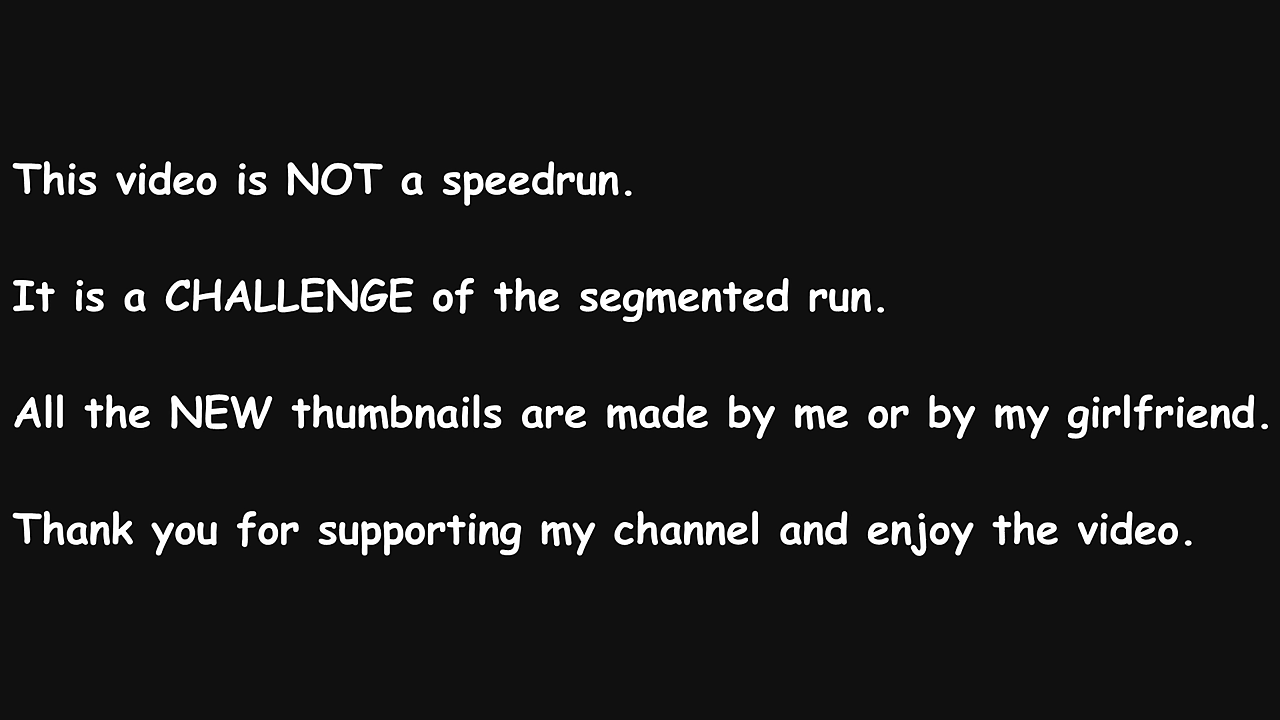 This video is NOT a speedrun.
It is a CHALLENGE of the segmented run.
All the NEW thumbnails are made by me or by my girlfriend.
Thank you for supporting my channel and enjoy the video.